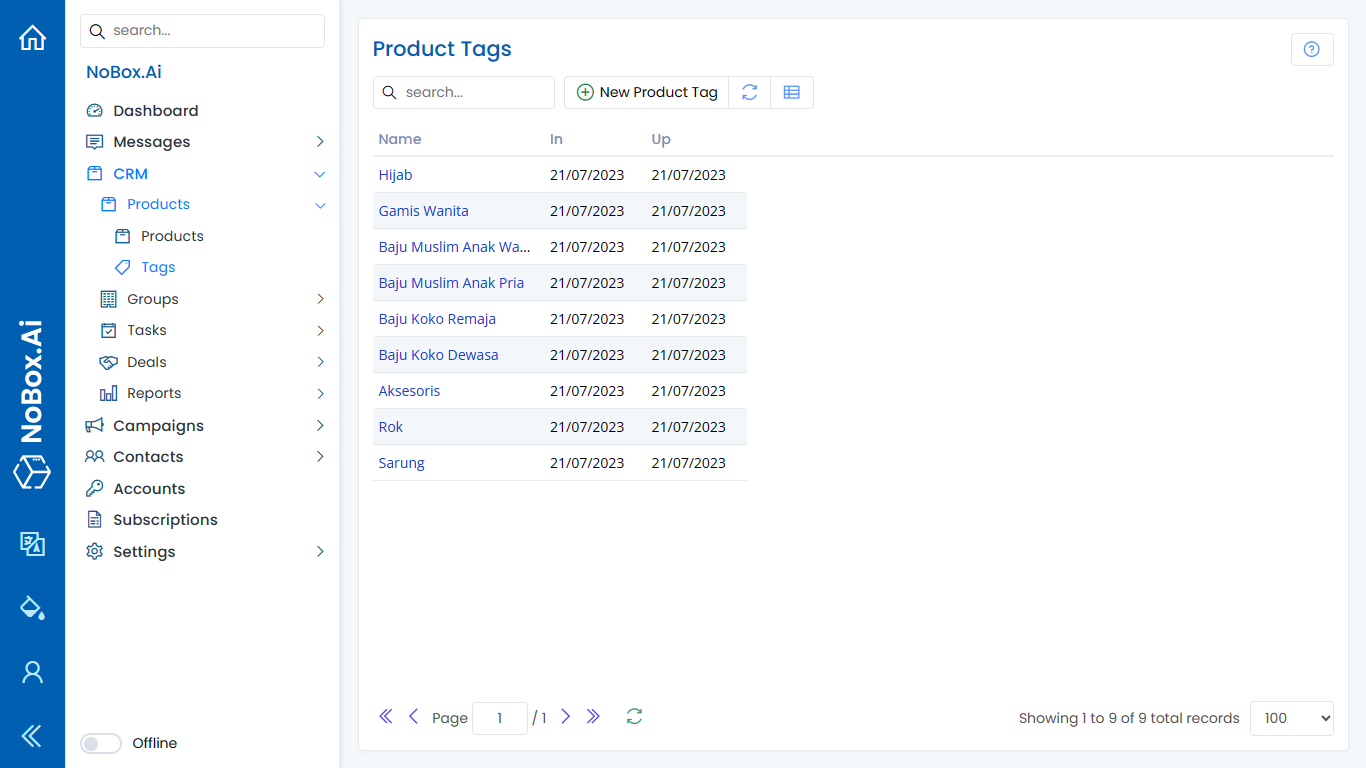 NoBox.Ai
search...
NoBox.Ai
Dashboard
Messages
CRM
Products
Products
Tags
Groups
Tasks
Deals
Reports
Campaigns
Contacts
Accounts
Subscriptions
Settings
Offline
Product Tags
search... New Product Tag
Name In Up
Hijab 21/07/2023 21/07/2023
Gamis Wanita 21/07/2023 21/07/2023
Baju Muslim Anak Wa... 21/07/2023 21/07/2023
Baju Muslim Anak Pria 21/07/2023 21/07/2023
Baju Koko Remaja 21/07/2023 21/07/2023
Baju Koko Dewasa 21/07/2023 21/07/2023
Aksesoris 21/07/2023 21/07/2023
Rok 21/07/2023 21/07/2023
Sarung 21/07/2023 21/07/2023
Page 1 / 1 Showing 1 to 9 of 9 total records 100